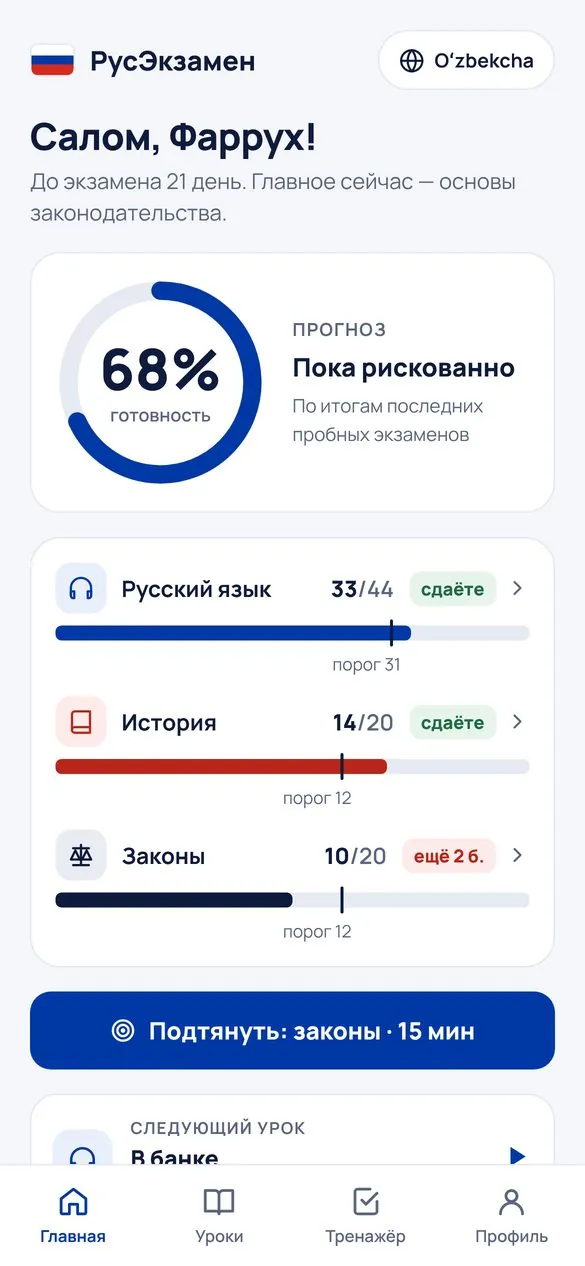 РусЭкзамен
Oʻzbekcha
Салом, Фаррух!
До экзамена 21 день. Главное сейчас — основы
законодательства.
68%
готовность
ПРОГНОЗ
Пока рискованно
По итогам последних
пробных экзаменов
Русский язык 33/44 сдаёте
порог 31
История 14/20 сдаёте
порог 12
Законы 10/20 ещё 2 б.
порог 12
Подтянуть: законы · 15 мин
СЛЕДУЮЩИЙ УРОК
В банке
Главная
Уроки
Тренажёр
Профиль